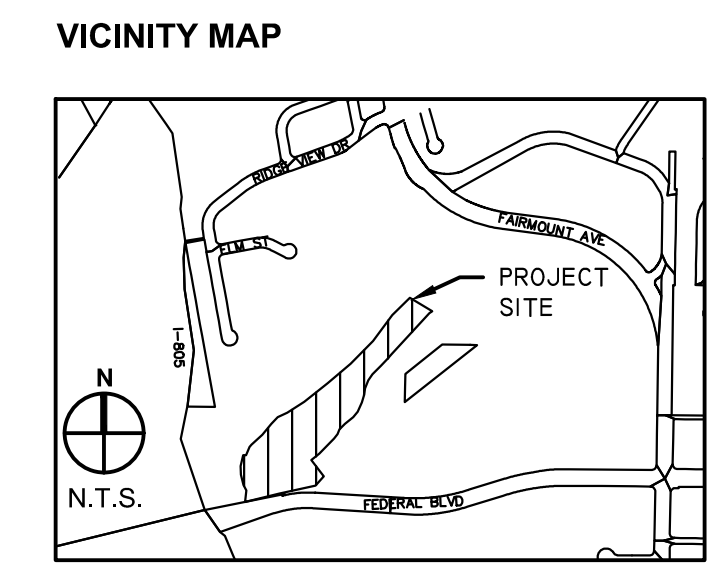 VICINITY MAP
RIDGE VIEW DR
FAIRMOUNT AVE
ELM ST
PROJECT
SITE
I-805
N
N.T.S.
FEDERAL BLVD